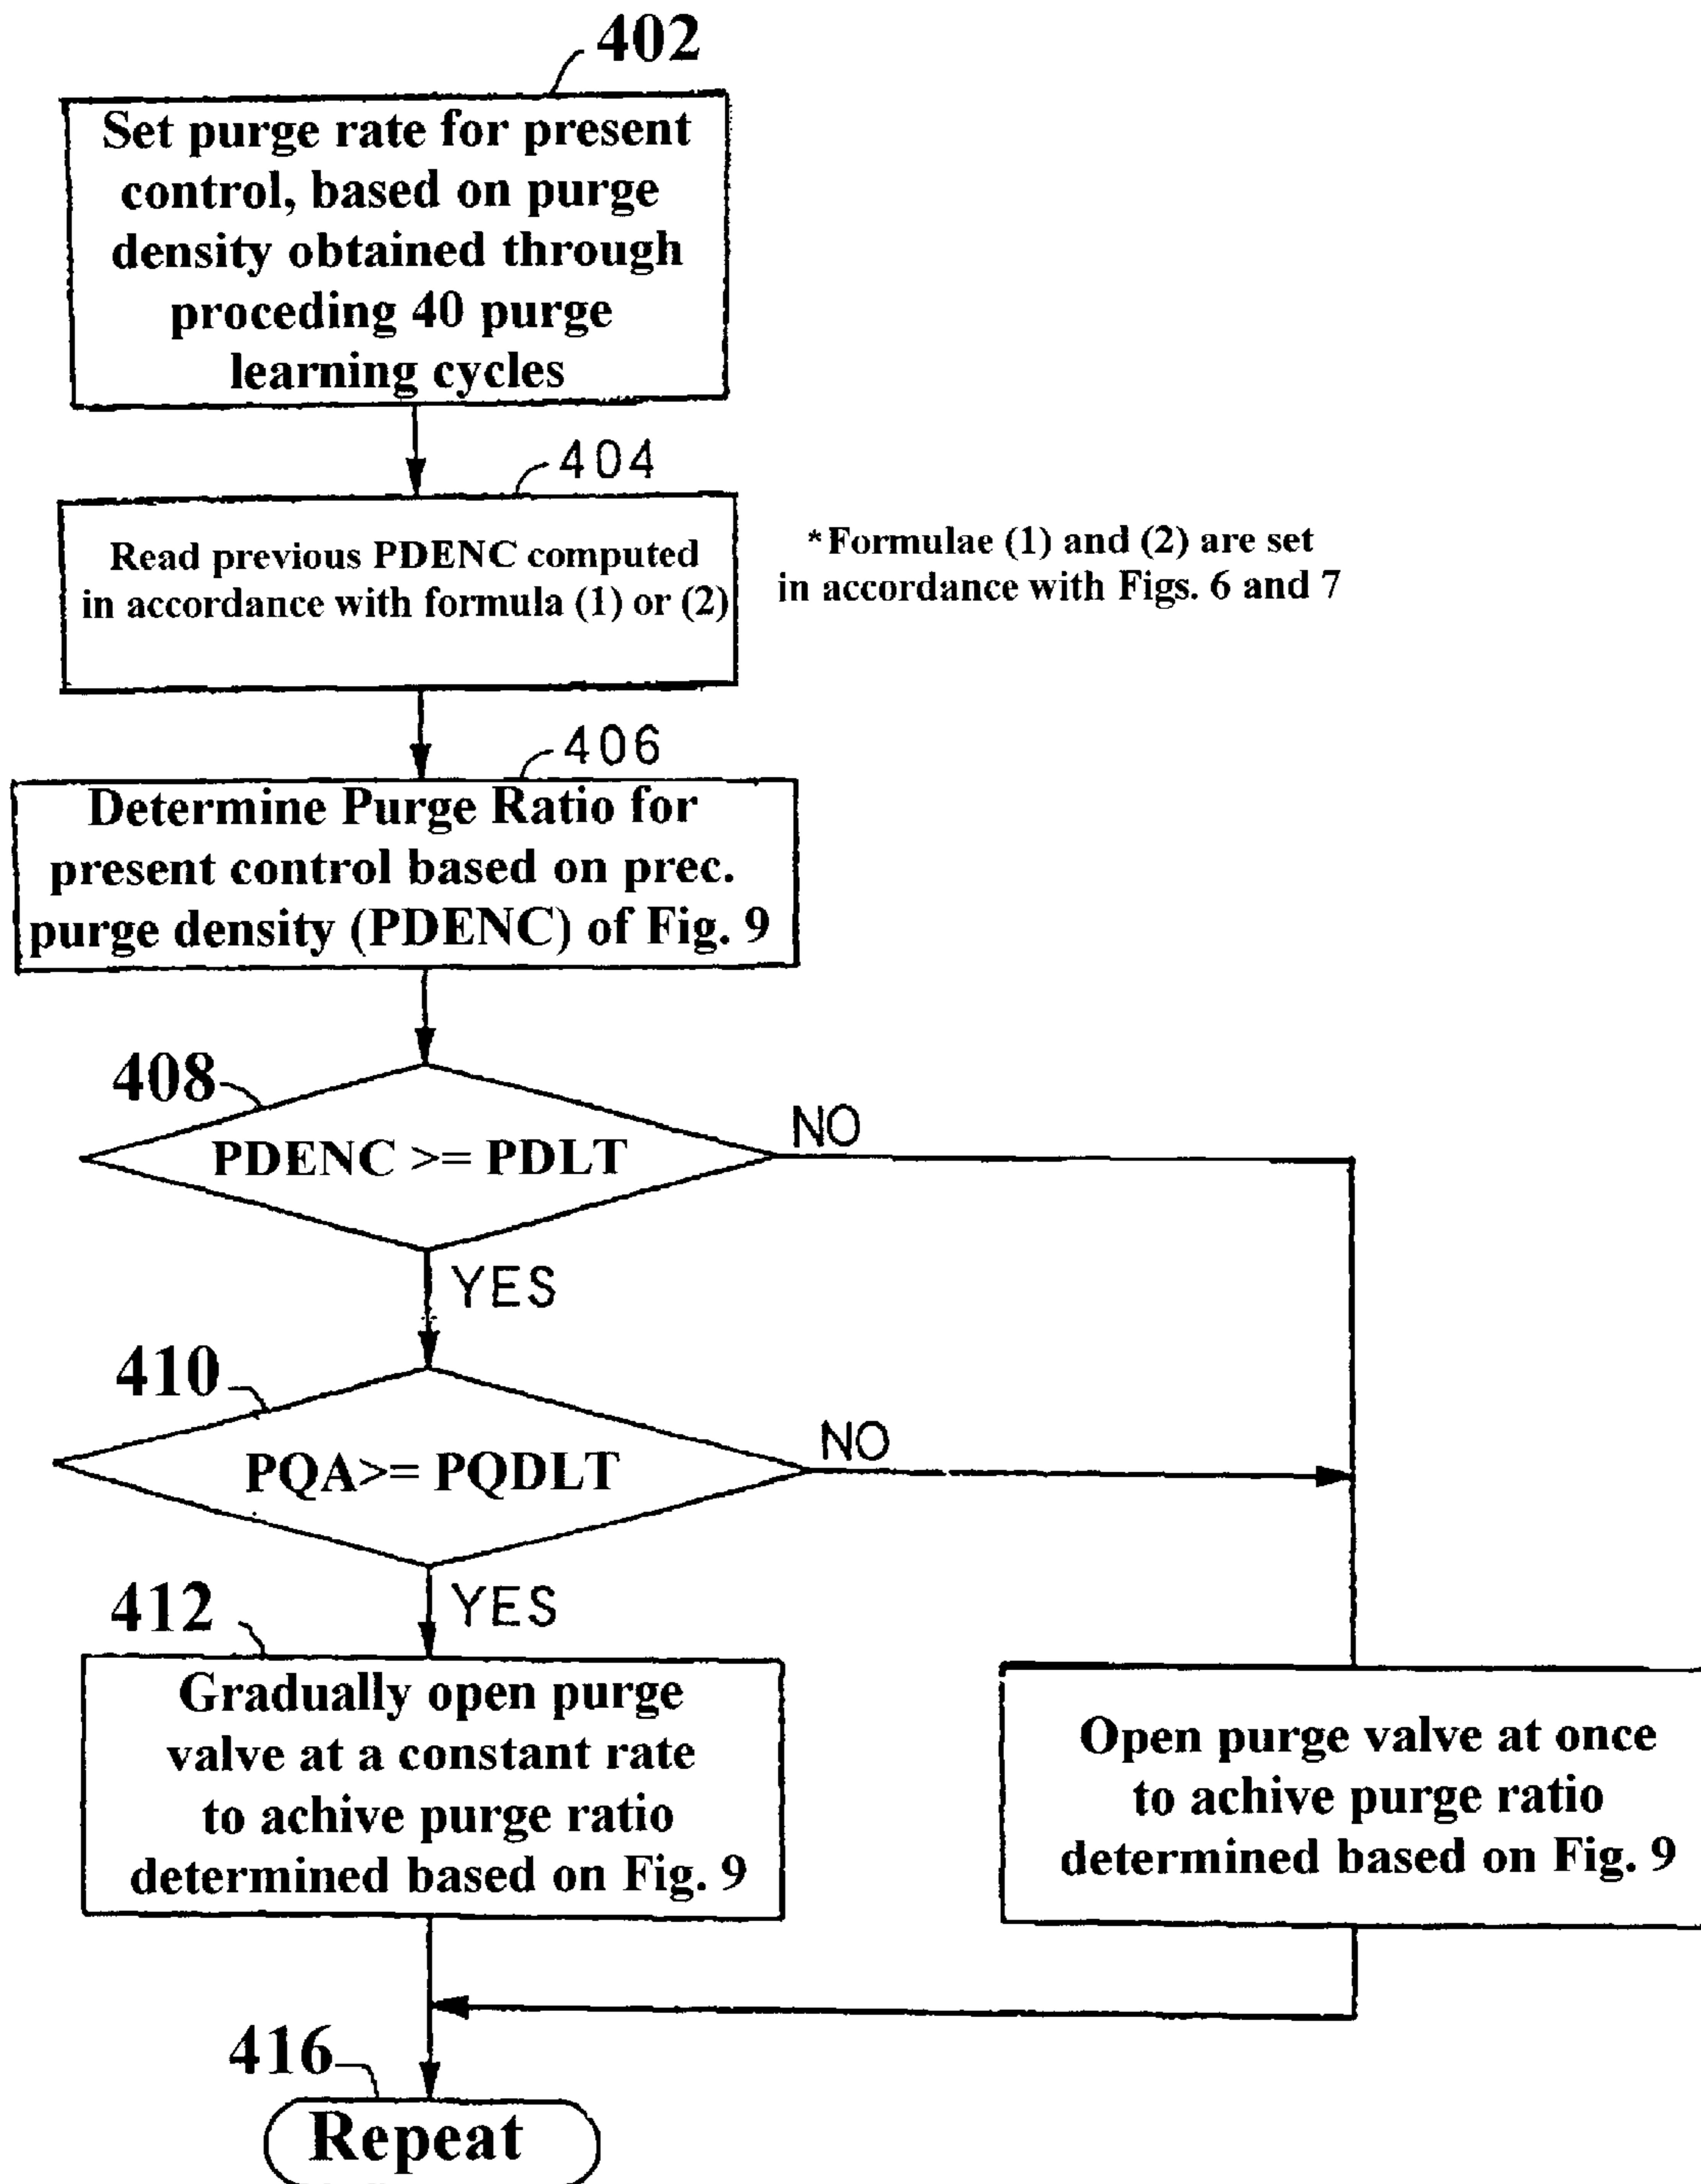 402
Set purge rate for present
control, based on purge
density obtained through
proceding 40 purge
learning cycles
404
Read previous PDENC computed
in accordance with formula (1) or (2)
*Formulae (1) and (2) are set
in accordance with Figs. 6 and 7
406
Determine Purge Ratio for
present control based on prec.
purge density (PDENC) of Fig. 9
408
PDENC >= PDLT
NO
YES
410
PQA>= PQDLT
NO
YES
412
Gradually open purge
valve at a constant rate
to achive purge ratio
determined based on Fig. 9
Open purge valve at once
to achive purge ratio
determined based on Fig. 9
416
Repeat